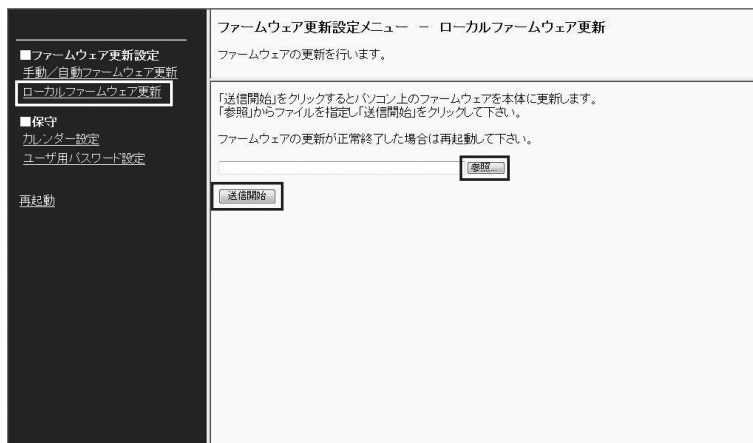 ■ファームウェア更新設定
手動／自動ファームウェア更新
ローカルファームウェア更新
■保守
カレンダー設定
ユーザ用パスワード設定
再起動
ファームウェア更新設定メニュー － ローカルファームウェア更新
ファームウェアの更新を行います。
「送信開始」をクリックするとパソコン上のファームウェアを本体に更新します。
「参照」からファイルを指定し「送信開始」をクリックして下さい。
ファームウェアの更新が正常終了した場合は再起動して下さい。
参照...
送信開始